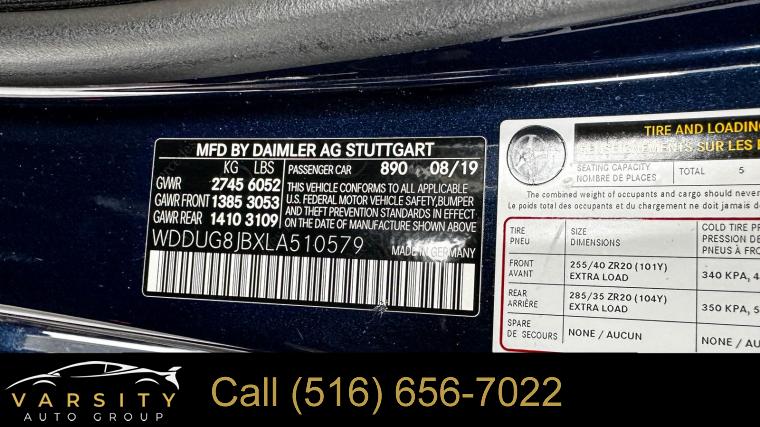 MFD BY DAIMLER AG STUTTGART
KG LBS PASSENGER CAR 890 08/19
GVWR 2745 6052
GAWR FRONT 1385 3053
GAWR REAR 1410 3109
THIS VEHICLE CONFORMS TO ALL APPLICABLE
U.S. FEDERAL MOTOR VEHICLE SAFETY, BUMPER
AND THEFT PREVENTION STANDARDS IN EFFECT
ON THE DATE OF MANUFACTURE SHOWN ABOVE
WDDUG8JBXLA510579
MADE IN GERMANY
TIRE AND LOADING
RENSEIGNEMENTS SUR LES
SEATING CAPACITY
NOMBRE DE PLACES
TOTAL 5
The combined weight of occupants and cargo should never
Le poids total des occupants et du chargement ne doit jamais
TIRE
PNEU
SIZE
DIMENSIONS
COLD TIRE
PRESSION DE
PNEUS À
FRONT
AVANT
255/40 ZR20 (101Y)
EXTRA LOAD
340 KPA,
REAR
ARRIÈRE
285/35 ZR20 (104Y)
EXTRA LOAD
350 KPA,
SPARE
DE SECOURS
NONE / AUCUN
NONE / AUCUN
VARSITY
AUTO GROUP
Call (516) 656-7022